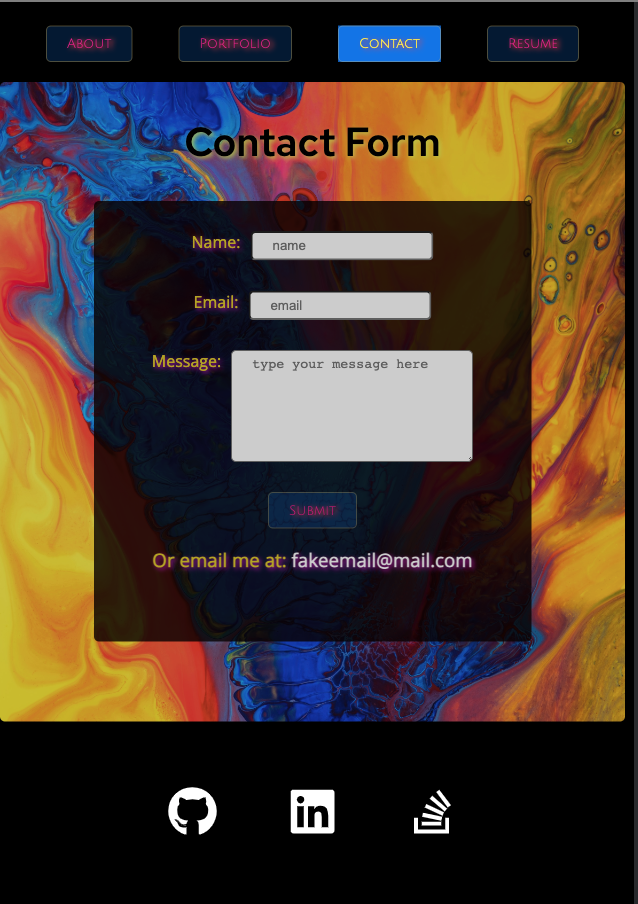 About Portfolio Contact Resume
Contact Form
Name: name
Email: email
Message: type your message here
Submit
Or email me at: fakeemail@mail.com
in